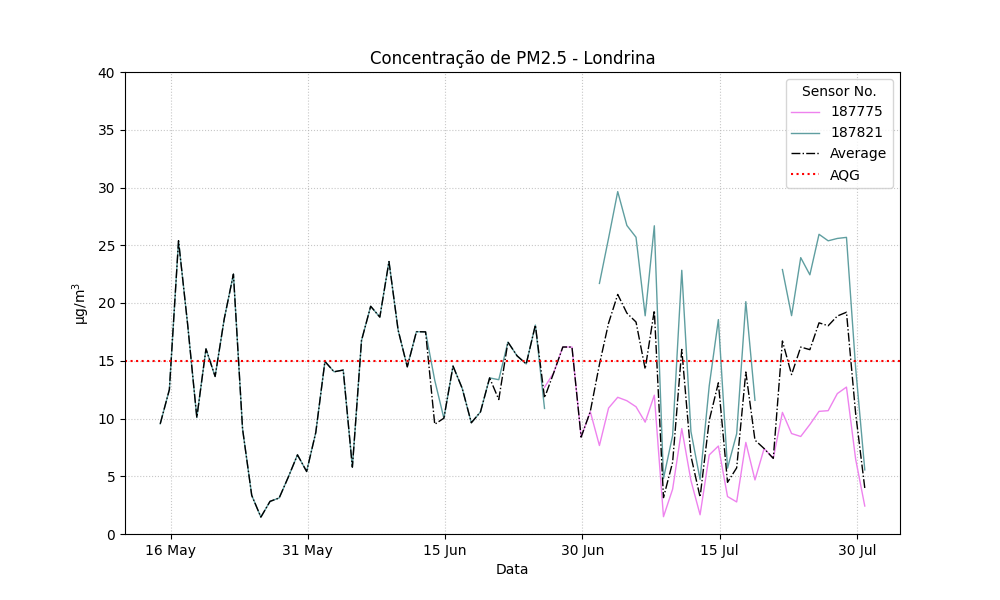 Concentração de PM2.5 - Londrina
40
35
30
25
20
15
10
5
0
µg/m³
16 May
31 May
15 Jun
30 Jun
15 Jul
30 Jul
Data
Sensor No.
187775
187821
Average
AQG